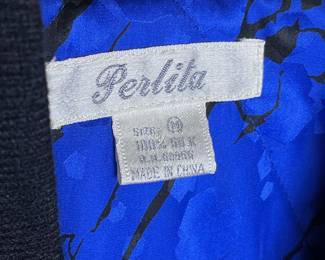 Perlita
SIZE: M
100% SILK
MADE IN CHINA